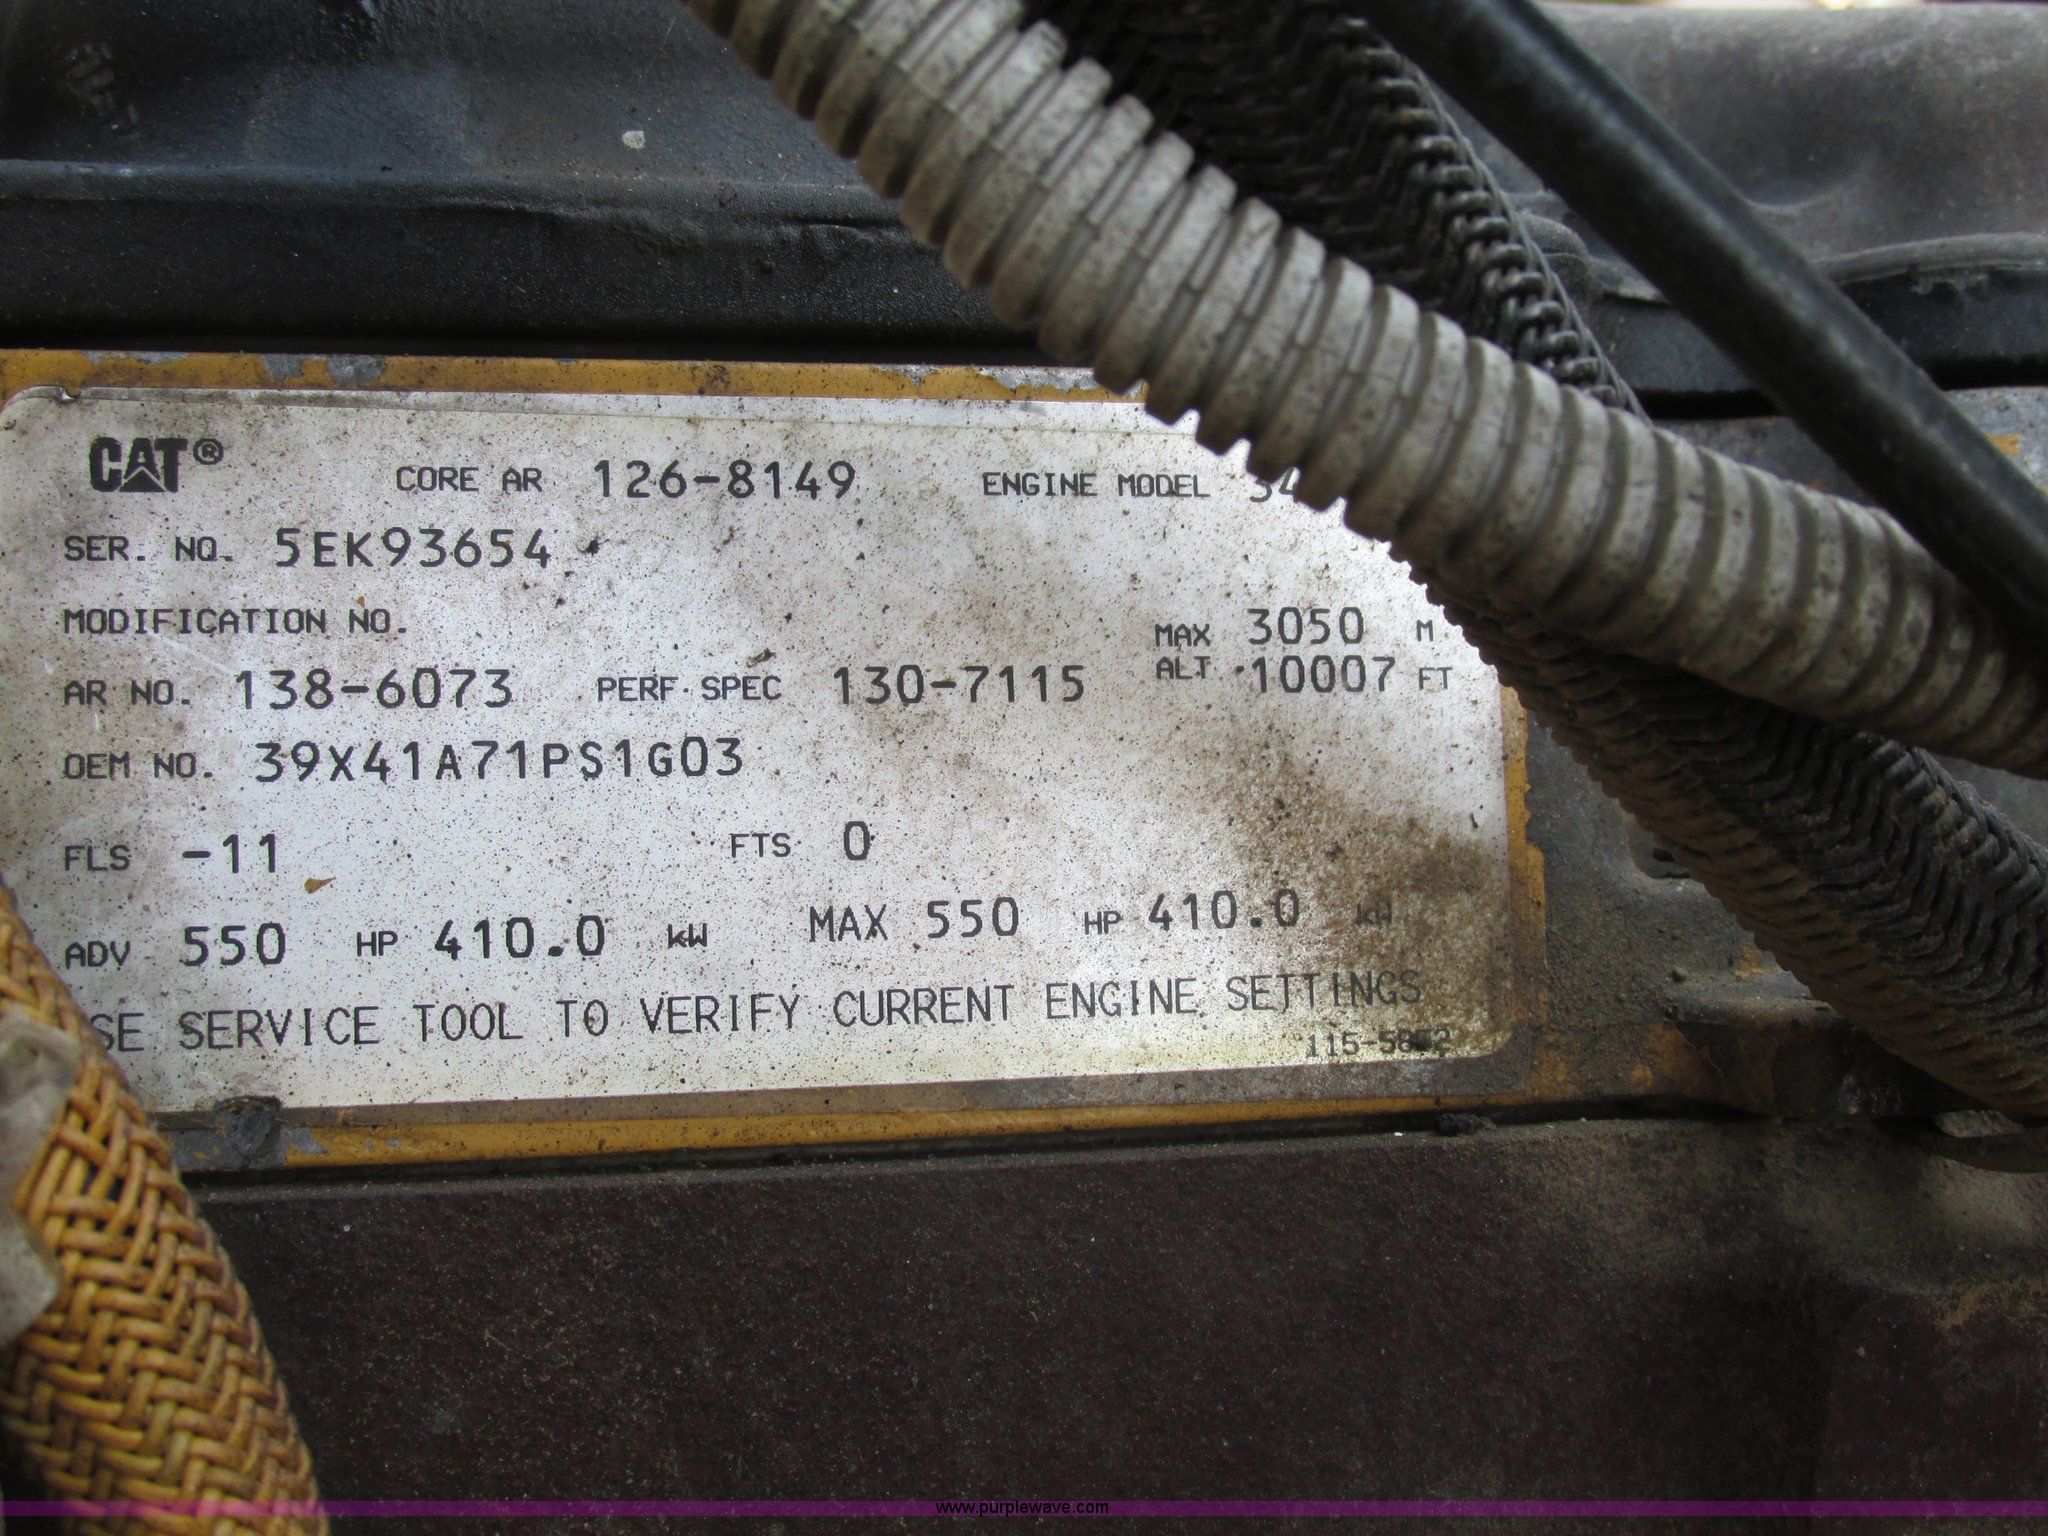 CAT® CORE AR 126-8149 ENGINE MODEL 34
SER. NO. 5EK93654
MODIFICATION NO.
MAX 3050 M
ALT 10007 FT
AR NO. 138-6073 PERF SPEC 130-7115
OEM NO. 39X41A71PS1G03
FLS -11 FTS 0
ADV 550 HP 410.0 kW MAX 550 HP 410.0 kW
SE SERVICE TOOL TO VERIFY CURRENT ENGINE SETTINGS
www.purplewave.com